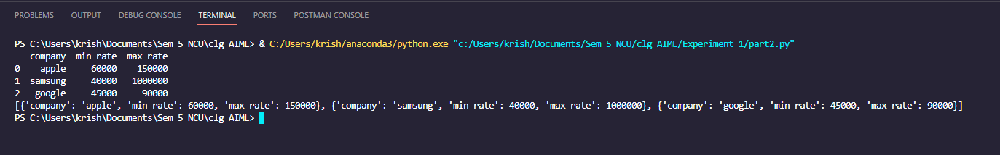 PROBLEMS OUTPUT DEBUG CONSOLE TERMINAL PORTS POSTMAN CONSOLE
PS C:\Users\krish\Documents\Sem 5 NCU\clg AIML> & C:/Users/krish/anaconda3/python.exe "c:/Users/krish/Documents/Sem 5 NCU/clg AIML/Experiment 1/part2.py"
company min rate max rate
0 apple 60000 150000
1 samsung 40000 1000000
2 google 45000 90000
[{'company': 'apple', 'min rate': 60000, 'max rate': 150000}, {'company': 'samsung', 'min rate': 40000, 'max rate': 1000000}, {'company': 'google', 'min rate': 45000, 'max rate': 90000}]
PS C:\Users\krish\Documents\Sem 5 NCU\clg AIML>